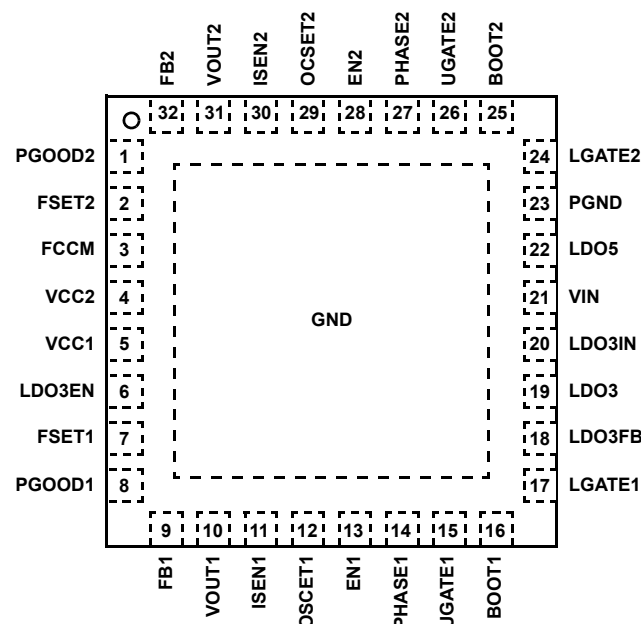 FB2
VOUT2
ISEN2
OCSET2
EN2
PHASE2
UGATE2
BOOT2
32 31 30 29 28 27 26 25
PGOOD2 1
FSET2 2
FCCM 3
VCC2 4
VCC1 5
LDO3EN 6
FSET1 7
PGOOD1 8
GND
24 LGATE2
23 PGND
22 LDO5
21 VIN
20 LDO3IN
19 LDO3
18 LDO3FB
17 LGATE1
9 10 11 12 13 14 15 16
FB1
VOUT1
ISEN1
OSCET1
EN1
PHASE1
UGATE1
BOOT1